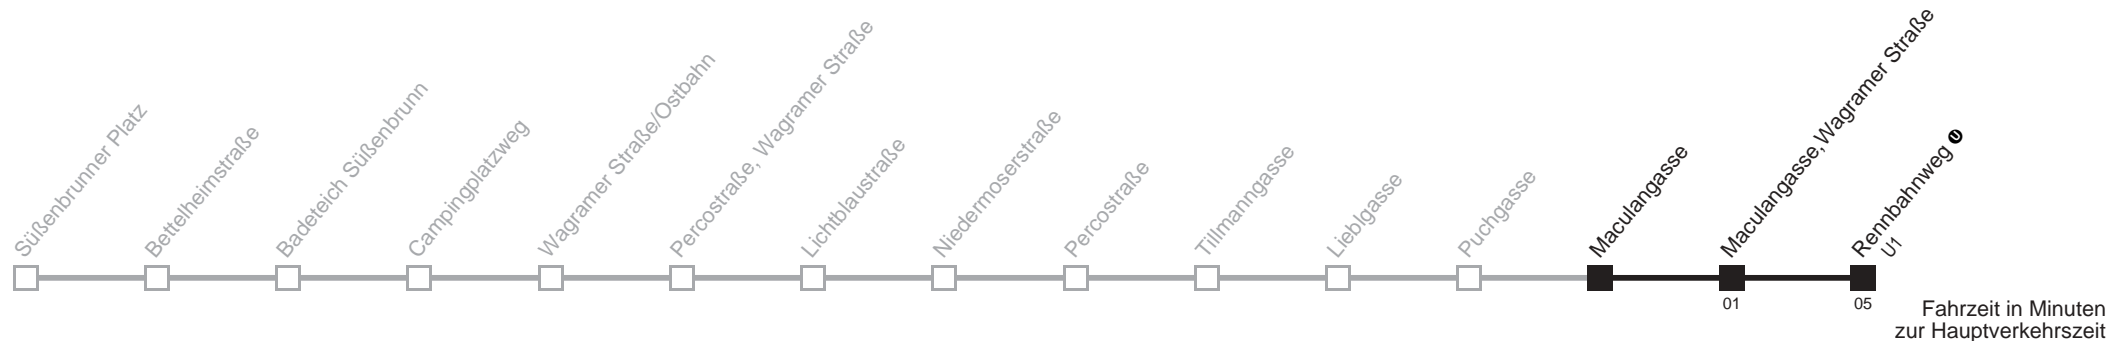 Süßenbrunner Platz
Bettelheimstraße
Badeteich Süßenbrunn
Campingplatzweg
Wagramer Straße/Ostbahn
Percostraße, Wagramer Straße
Lichtblaustraße
Niedermoserstraße
Percostraße
Tillmanngasse
Lieblgasse
Puchgasse
Maculangasse
Maculangasse, Wagramer Straße
Rennbahnweg U
U1
01
05
Fahrzeit in Minuten
zur Hauptverkehrszeit